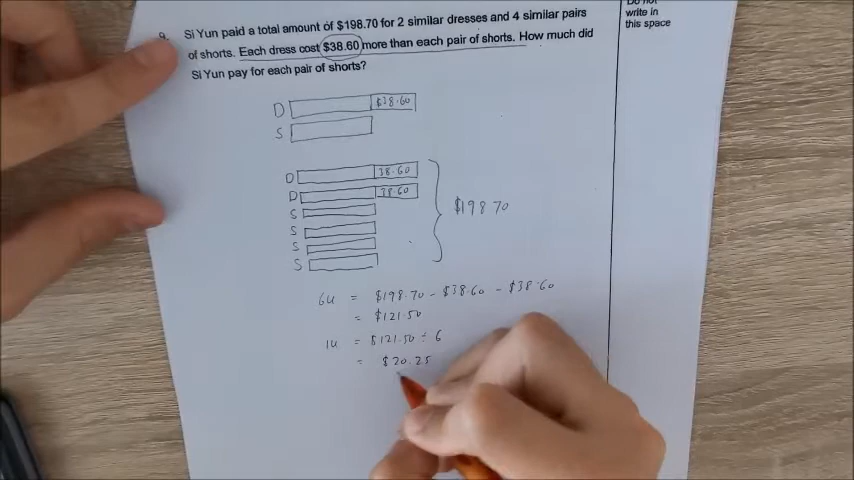 Do not
write in
this space
9. Si Yun paid a total amount of $198.70 for 2 similar dresses and 4 similar pairs
of shorts. Each dress cost $38.60 more than each pair of shorts. How much did
Si Yun pay for each pair of shorts?
D $38.60
S
D 38.60
D 38.60
S
S $198.70
S
S
6u = $198.70 - $38.60 - $38.60
= $121.50
1u = $121.50 ÷ 6
= $20.25